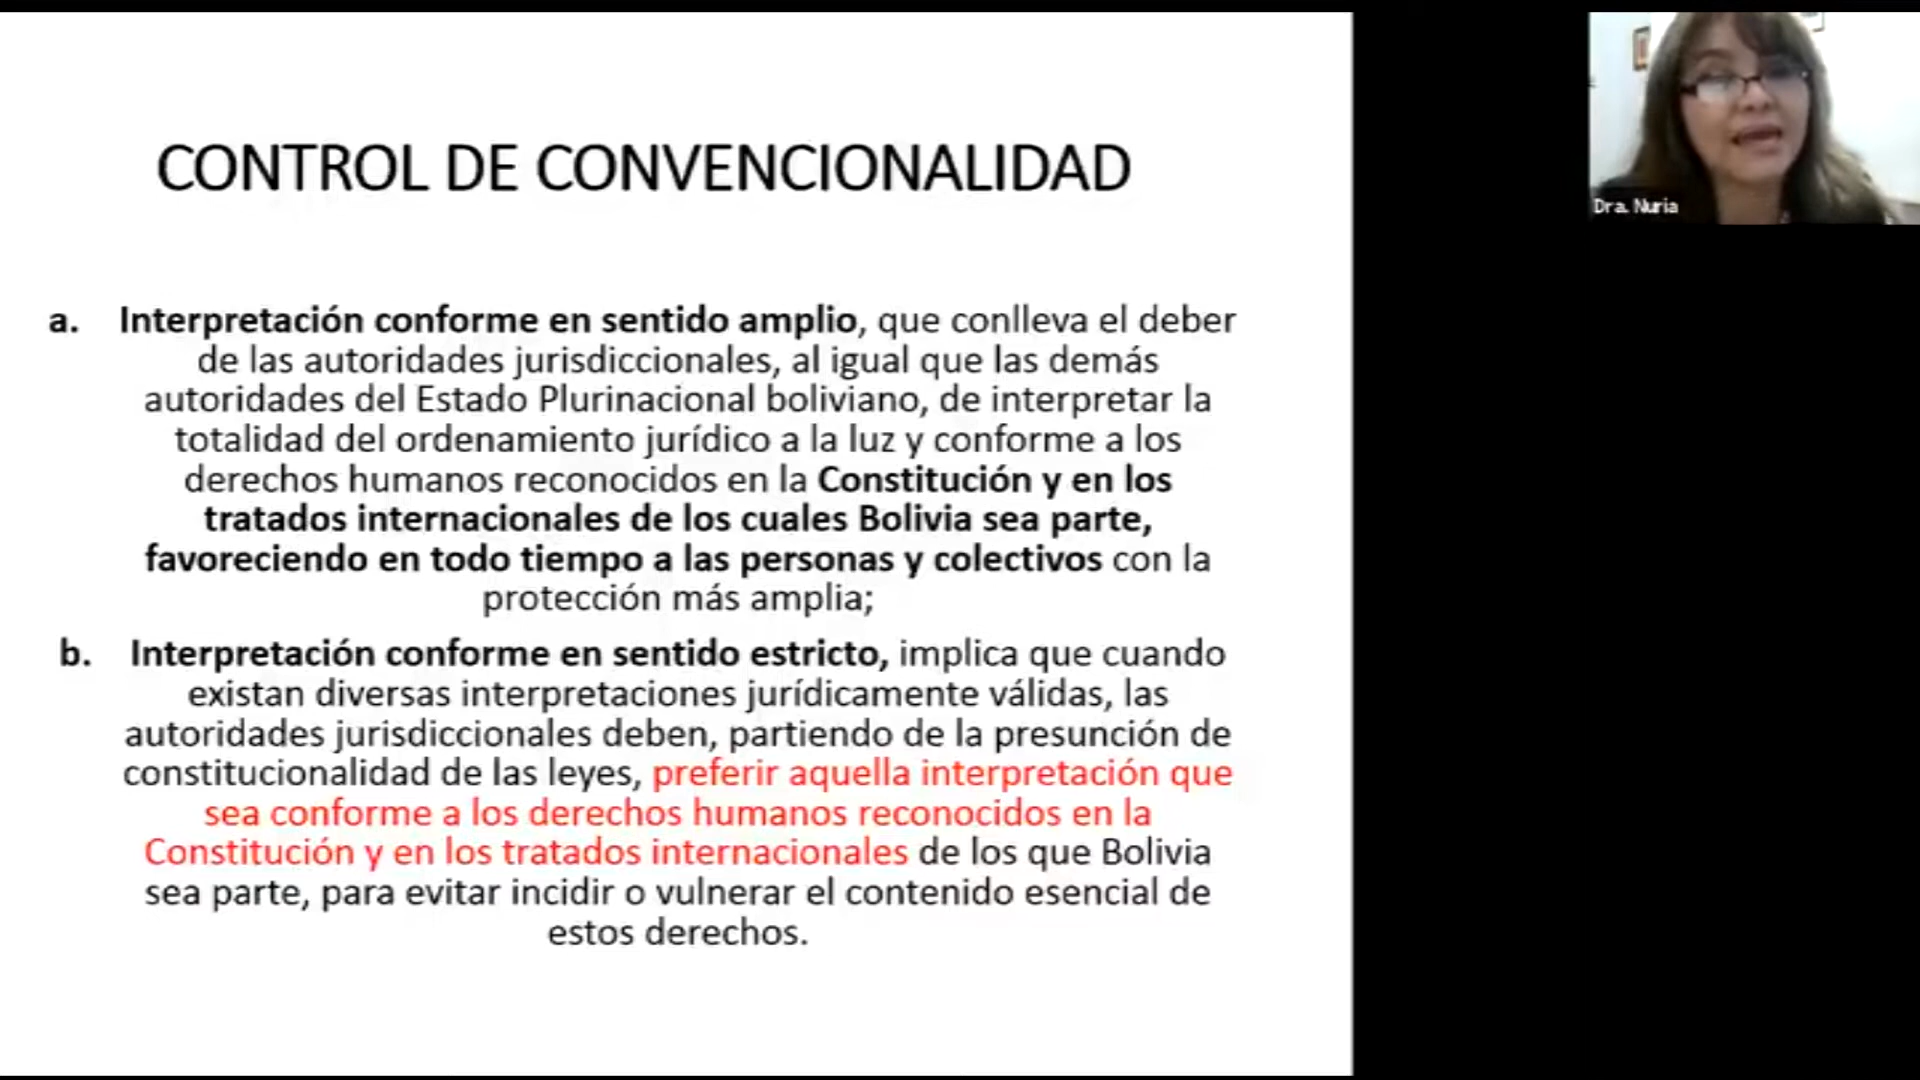 CONTROL DE CONVENCIONALIDAD
Dra. Nuria
a. Interpretación conforme en sentido amplio, que conlleva el deber
de las autoridades jurisdiccionales, al igual que las demás
autoridades del Estado Plurinacional boliviano, de interpretar la
totalidad del ordenamiento jurídico a la luz y conforme a los
derechos humanos reconocidos en la Constitución y en los
tratados internacionales de los cuales Bolivia sea parte,
favoreciendo en todo tiempo a las personas y colectivos con la
protección más amplia;
b. Interpretación conforme en sentido estricto, implica que cuando
existan diversas interpretaciones jurídicamente válidas, las
autoridades jurisdiccionales deben, partiendo de la presunción de
constitucionalidad de las leyes, preferir aquella interpretación que
sea conforme a los derechos humanos reconocidos en la
Constitución y en los tratados internacionales de los que Bolivia
sea parte, para evitar incidir o vulnerar el contenido esencial de
estos derechos.